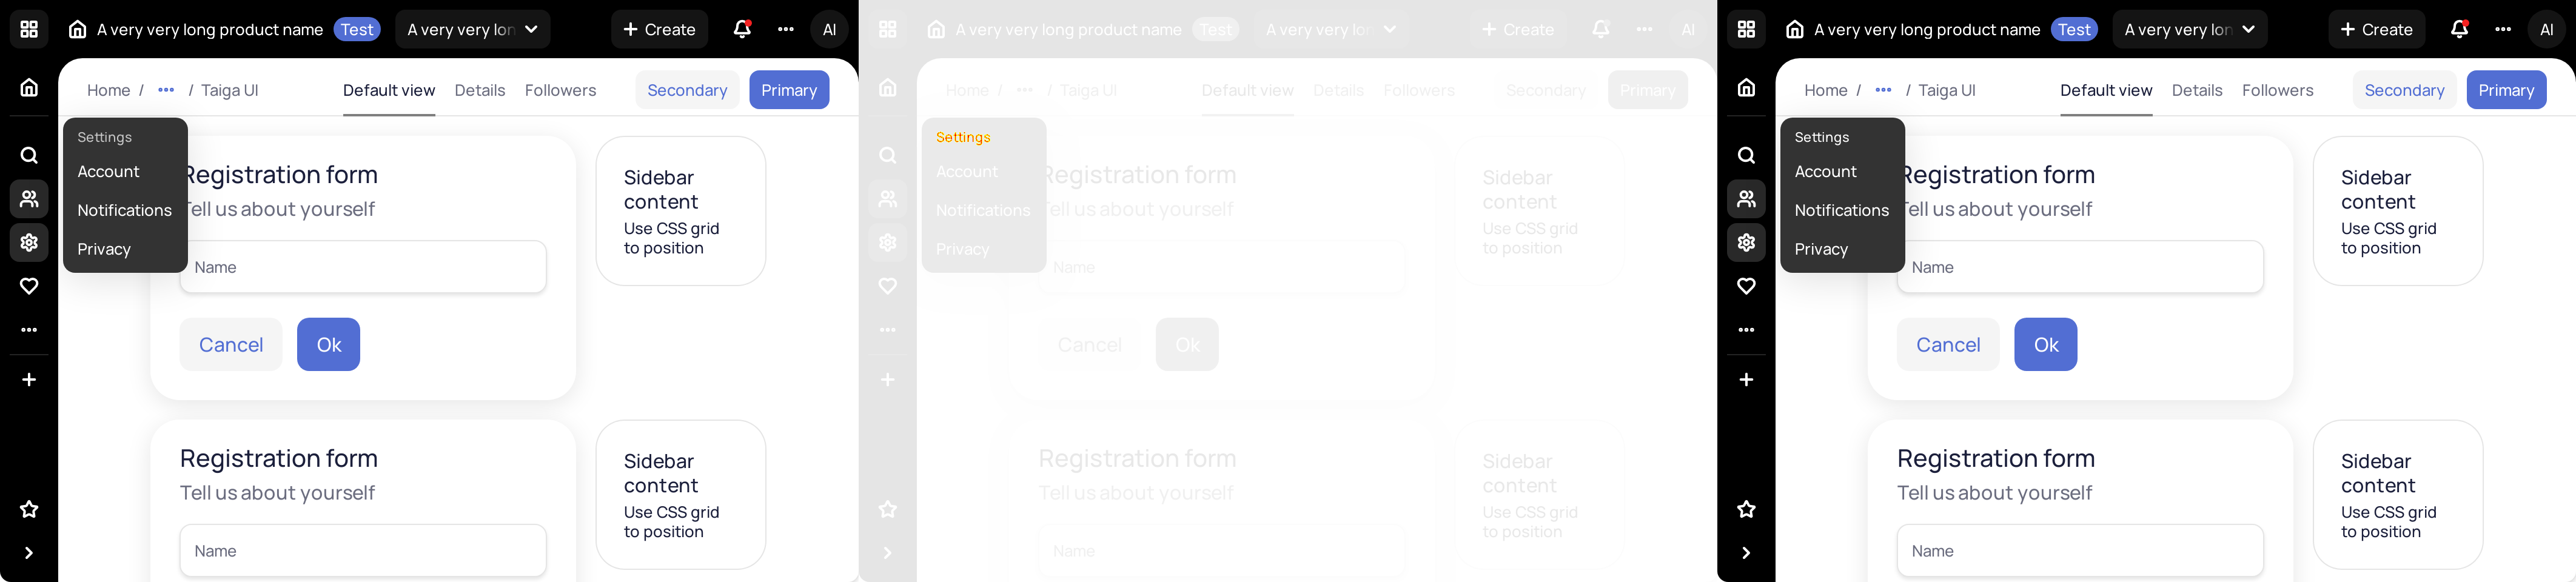 A very very long product name Test A very very lon Create AI
Home / ... / Taiga UI Default view Details Followers Secondary Primary
Settings
Account
Notifications
Privacy
Registration form
Tell us about yourself
Name
Cancel Ok
Sidebar
content
Use CSS grid
to position
Registration form
Tell us about yourself
Name
Sidebar
content
Use CSS grid
to position
A very very long product name Test A very very lon Create AI
Home / ... / Taiga UI Default view Details Followers Secondary Primary
Settings
Account
Notifications
Privacy
Registration form
Tell us about yourself
Name
Cancel Ok
Sidebar
content
Use CSS grid
to position
Registration form
Tell us about yourself
Name
Sidebar
content
Use CSS grid
to position
A very very long product name Test A very very lon Create AI
Home / ... / Taiga UI Default view Details Followers Secondary Primary
Settings
Account
Notifications
Privacy
Registration form
Tell us about yourself
Name
Cancel Ok
Sidebar
content
Use CSS grid
to position
Registration form
Tell us about yourself
Name
Sidebar
content
Use CSS grid
to position